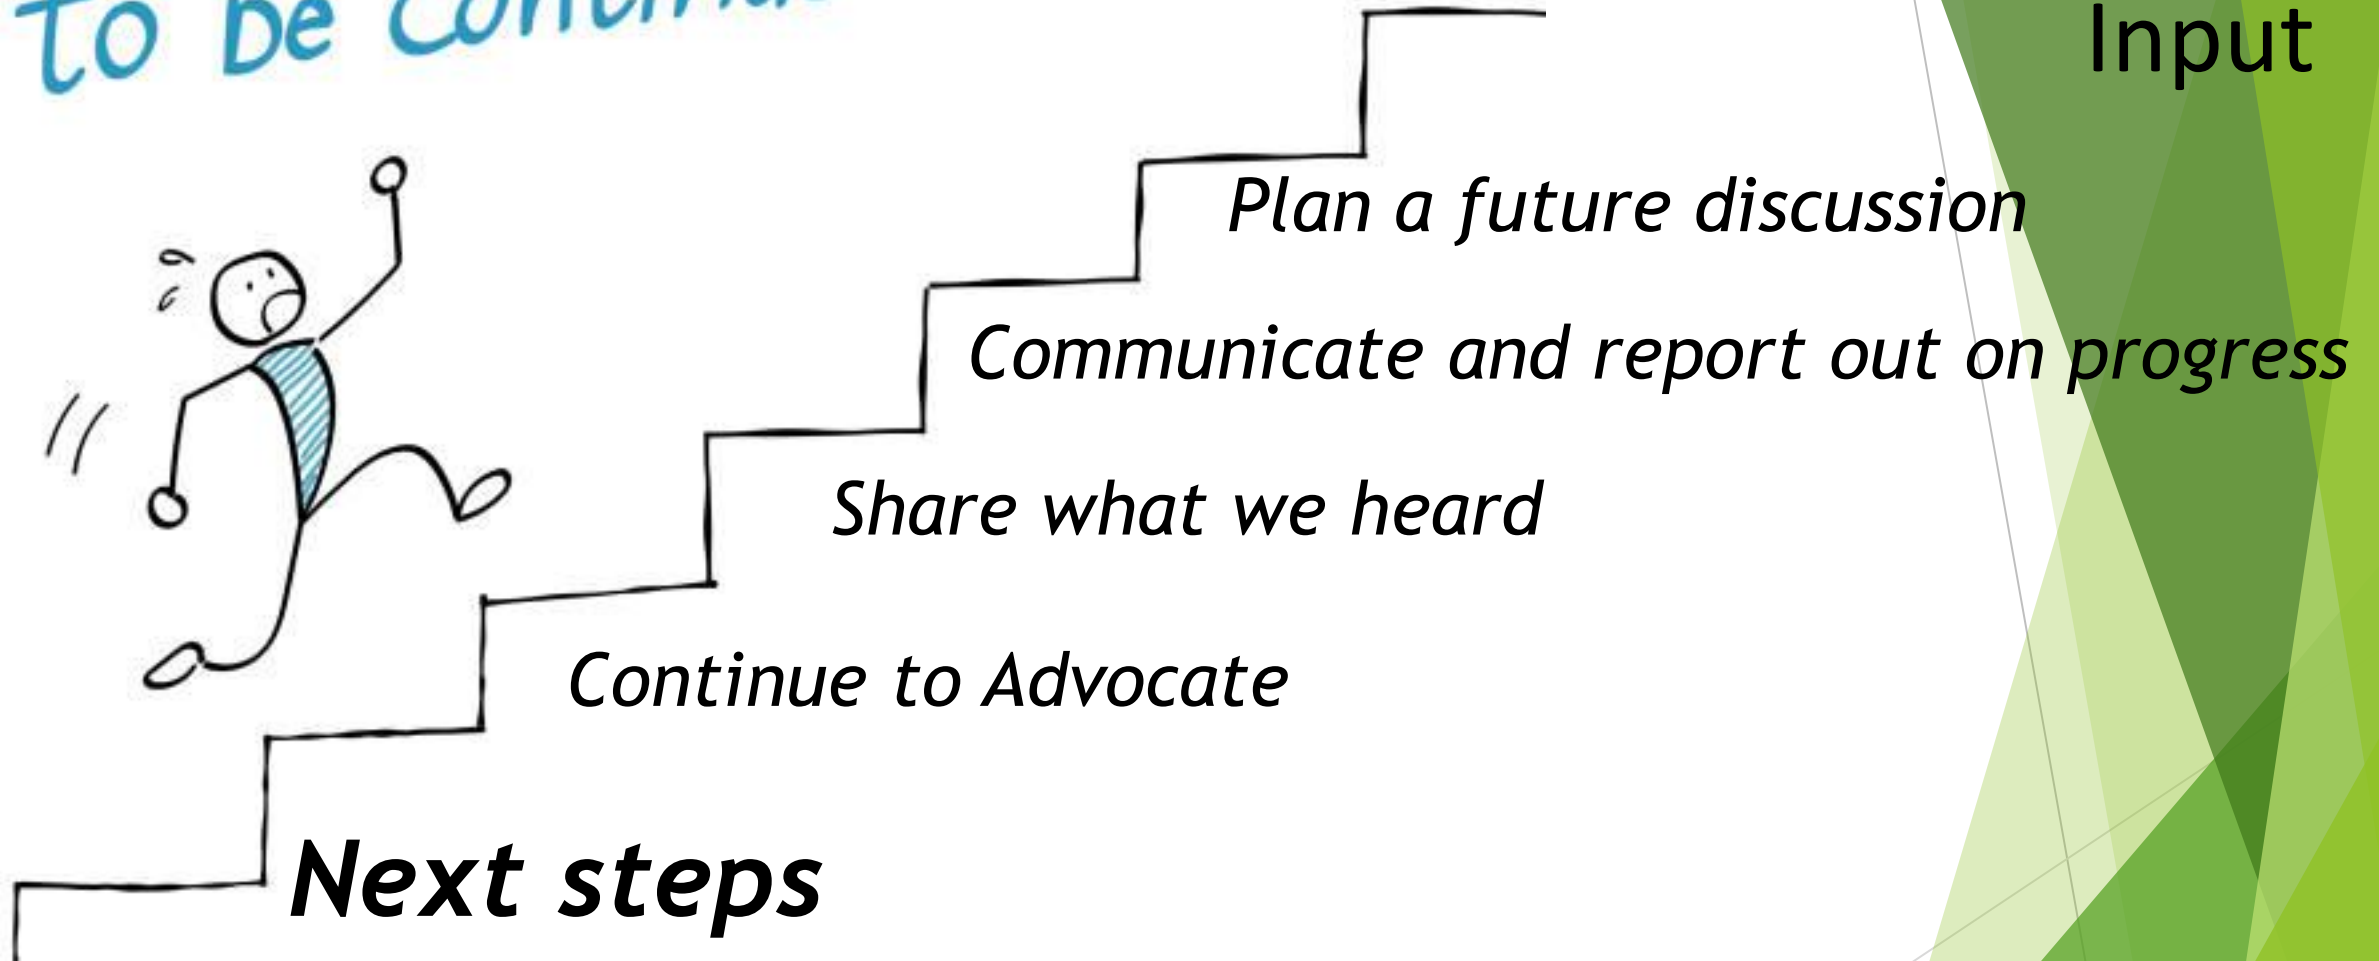 To be
Input
Plan a future discussion
Communicate and report out on progress
Share what we heard
Continue to Advocate
Next steps